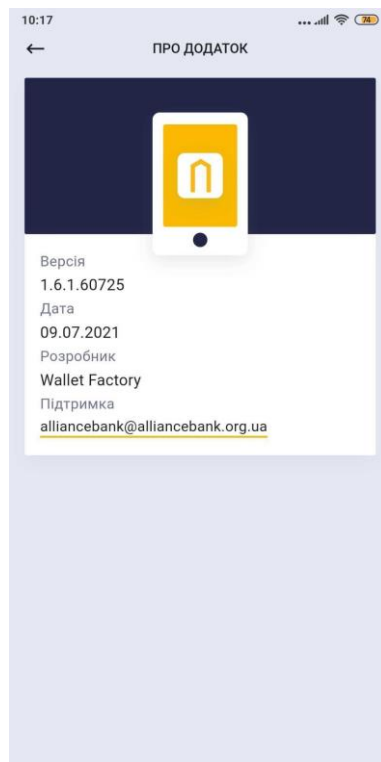 10:17
74
ПРО ДОДАТОК
Версія
1.6.1.60725
Дата
09.07.2021
Розробник
Wallet Factory
Підтримка
alliancebank@alliancebank.org.ua